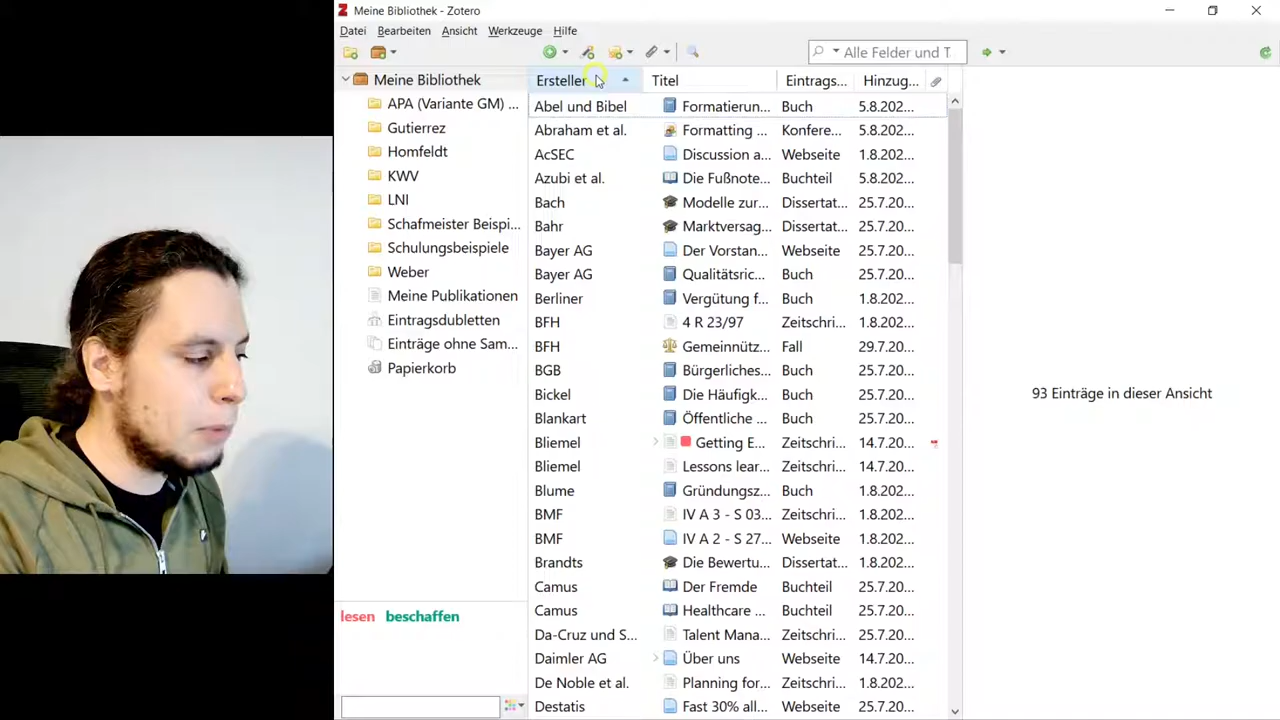 Meine Bibliothek - Zotero
Datei Bearbeiten Ansicht Werkzeuge Hilfe
Alle Felder und T
Meine Bibliothek
APA (Variante GM) ...
Gutierrez
Homfeldt
KWV
LNI
Schafmeister Beispi...
Schulungsbeispiele
Weber
Meine Publikationen
Eintragsdubletten
Einträge ohne Sam...
Papierkorb
lesen beschaffen
Ersteller Titel Eintrags... Hinzug...
Abel und Bibel Formatierun... Buch 5.8.202...
Abraham et al. Formatting ... Konfere... 5.8.202...
AcSEC Discussion a... Webseite 1.8.202...
Azubi et al. Die Fußnote... Buchteil 5.8.202...
Bach Modelle zur... Dissertat... 25.7.20...
Bahr Marktversag... Dissertat... 25.7.20...
Bayer AG Der Vorstan... Webseite 25.7.20...
Bayer AG Qualitätsric... Buch 25.7.20...
Berliner Vergütung f... Buch 1.8.202...
BFH 4 R 23/97 Zeitschri... 1.8.202...
BFH Gemeinnütz... Fall 29.7.20...
BGB Bürgerliches... Buch 25.7.20...
Bickel Die Häufigk... Buch 25.7.20...
Blankart Öffentliche ... Buch 25.7.20...
Bliemel Getting E... Zeitschri... 14.7.20...
Bliemel Lessons lear... Zeitschri... 14.7.20...
Blume Gründungsz... Buch 1.8.202...
BMF IV A 3 - S 03... Zeitschri... 1.8.202...
BMF IV A 2 - S 27... Webseite 1.8.202...
Brandts Die Bewertu... Dissertat... 1.8.202...
Camus Der Fremde Buchteil 25.7.20...
Camus Healthcare ... Buchteil 25.7.20...
Da-Cruz und S... Talent Mana... Zeitschri... 25.7.20...
Daimler AG Über uns Webseite 14.7.20...
De Noble et al. Planning for... Zeitschri... 1.8.202...
Destatis Fast 30% all... Webseite 25.7.20...
93 Einträge in dieser Ansicht